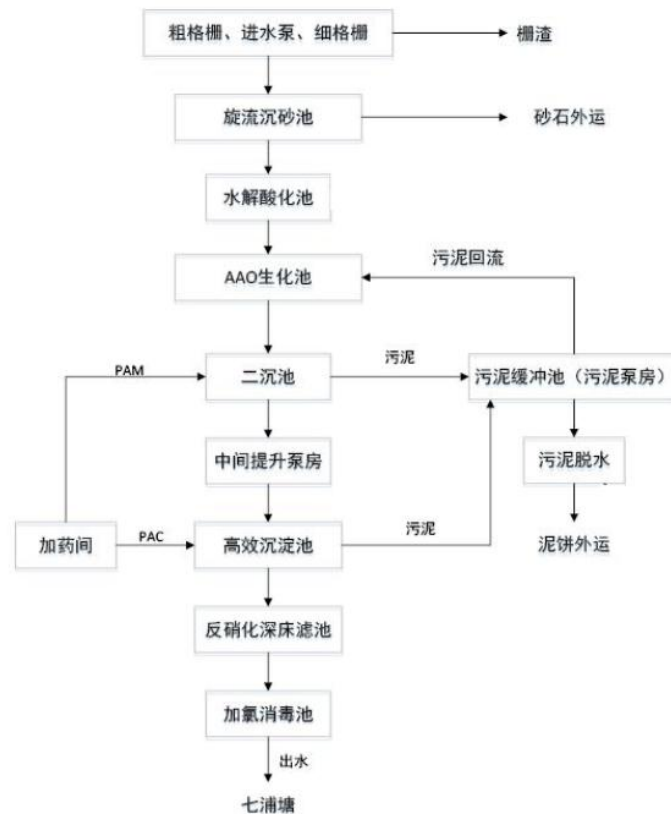 粗格栅、进水泵、细格栅
栅渣
旋流沉砂池
砂石外运
水解酸化池
污泥回流
AAO生化池
PAM
二沉池
污泥
污泥缓冲池（污泥泵房）
中间提升泵房
污泥脱水
加药间
PAC
高效沉淀池
污泥
泥饼外运
反硝化深床滤池
加氯消毒池
出水
七浦塘